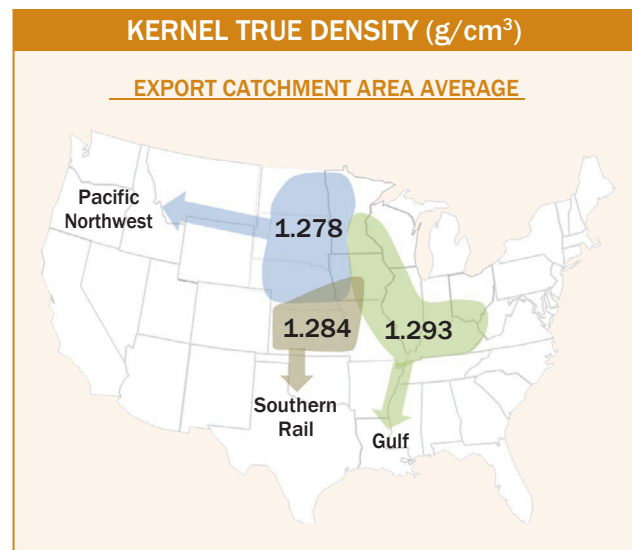 KERNEL TRUE DENSITY (g/cm³)
EXPORT CATCHMENT AREA AVERAGE
Pacific
Northwest
1.278
1.284
1.293
Southern
Rail
Gulf